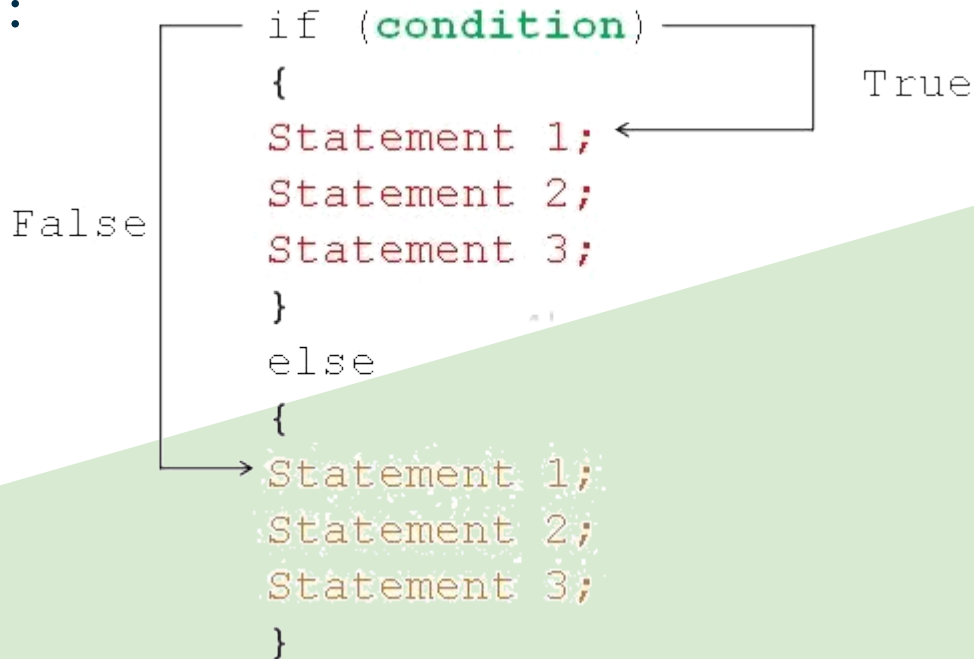 :
if (condition)
{
True
Statement 1;
Statement 2;
False
Statement 3;
}
else
{
Statement 1;
Statement 2;
Statement 3;
}